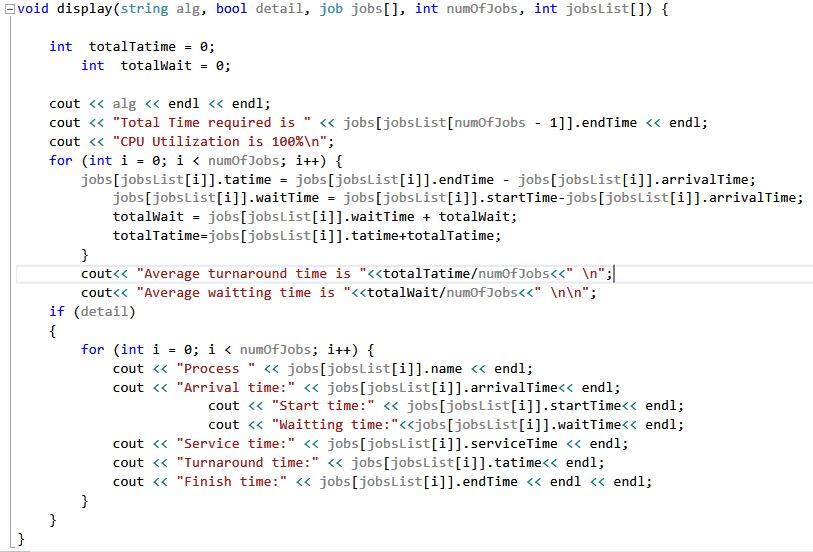 void display(string alg, bool detail, job jobs[], int numOfJobs, int jobsList[]) {
int  totalTatime = 0;
int  totalWait = 0;
cout << alg << endl << endl;
cout << "Total Time required is " << jobs[jobsList[numOfJobs - 1]].endTime << endl;
cout << "CPU Utilization is 100%\n";
for (int i = 0; i < numOfJobs; i++) {
jobs[jobsList[i]].tatime = jobs[jobsList[i]].endTime - jobs[jobsList[i]].arrivalTime;
jobs[jobsList[i]].waitTime = jobs[jobsList[i]].startTime-jobs[jobsList[i]].arrivalTime;
totalWait = jobs[jobsList[i]].waitTime + totalWait;
totalTatime=jobs[jobsList[i]].tatime+totalTatime;
}
cout<< "Average turnaround time is "<<totalTatime/numOfJobs<<" \n";
cout<< "Average waitting time is "<<totalWait/numOfJobs<<" \n\n";
if (detail)
{
for (int i = 0; i < numOfJobs; i++) {
cout << "Process " << jobs[jobsList[i]].name << endl;
cout << "Arrival time:" << jobs[jobsList[i]].arrivalTime<< endl;
cout << "Start time:" << jobs[jobsList[i]].startTime<< endl;
cout << "Waitting time:"<<jobs[jobsList[i]].waitTime<< endl;
cout << "Service time:" << jobs[jobsList[i]].serviceTime << endl;
cout << "Turnaround time:" << jobs[jobsList[i]].tatime<< endl;
cout << "Finish time:" << jobs[jobsList[i]].endTime << endl << endl;
}
}
}